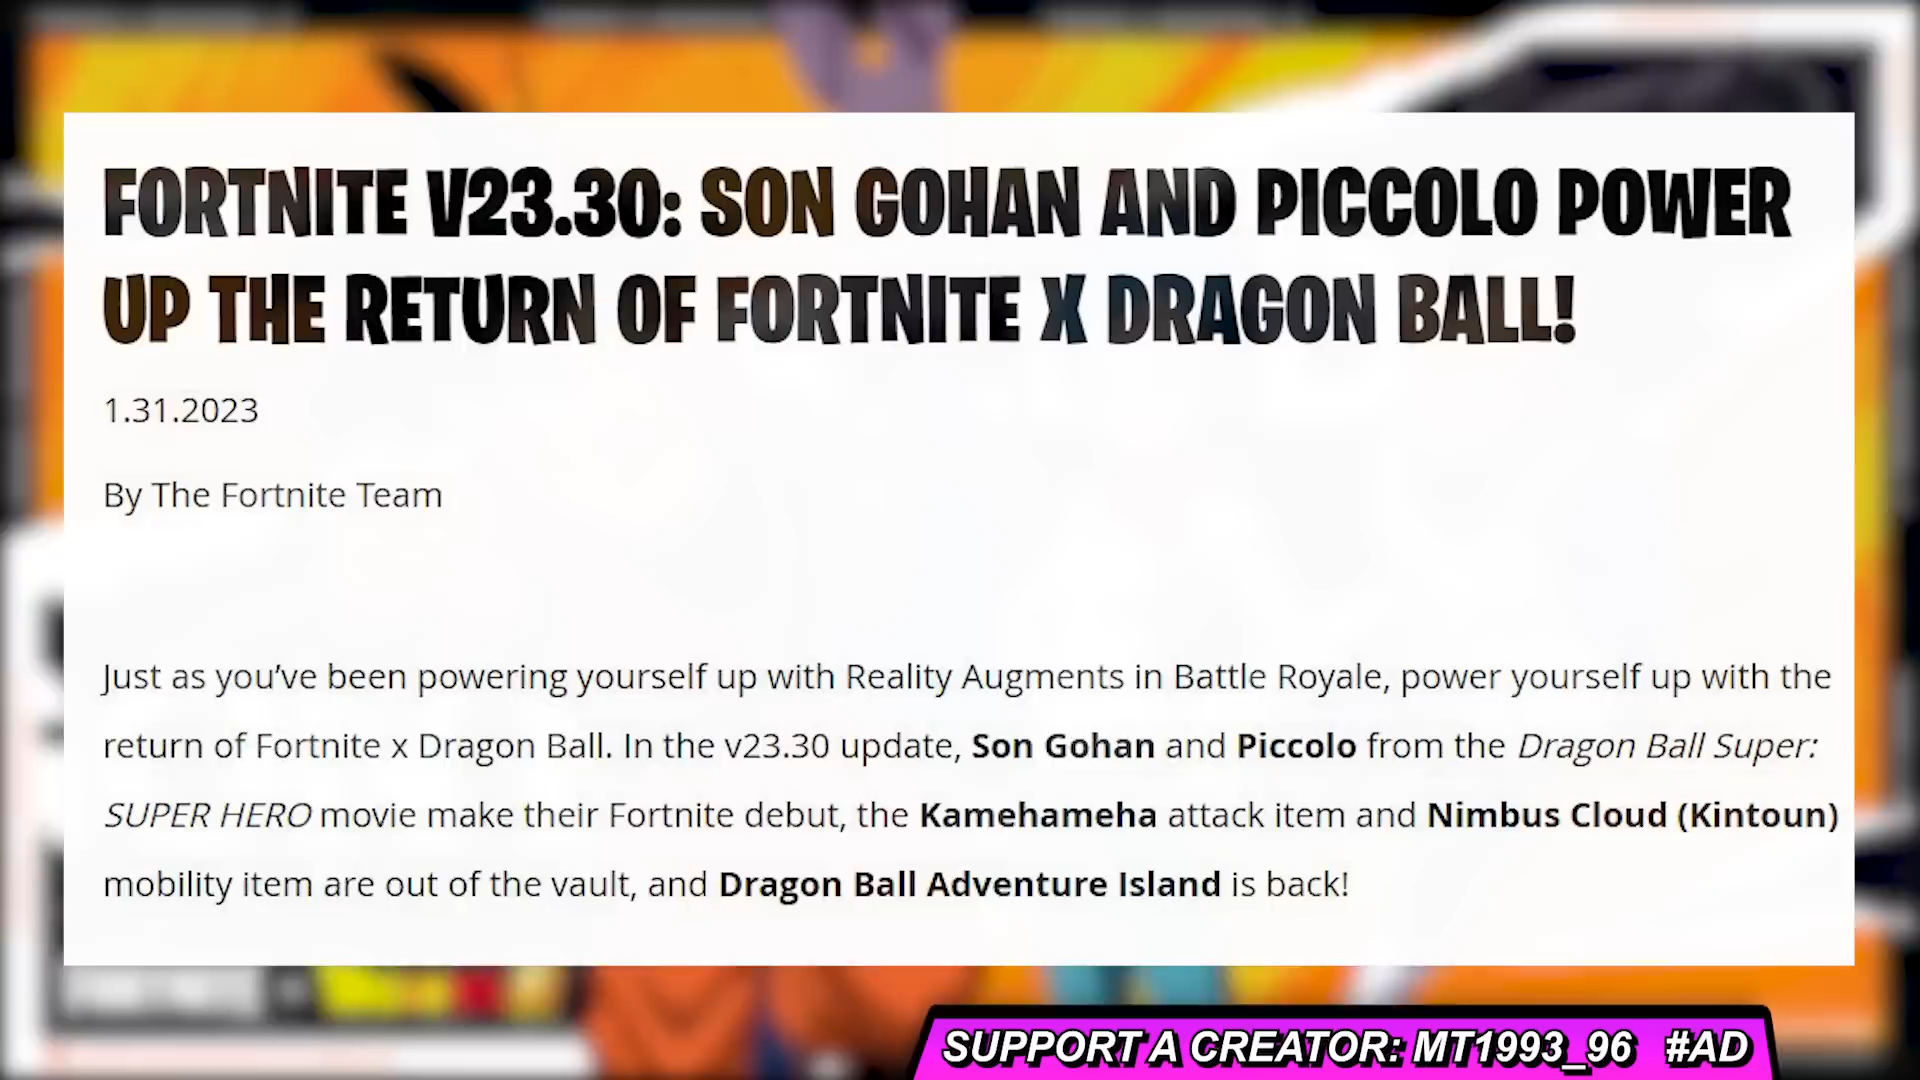 FORTNITE V23.30: SON GOHAN AND PICCOLO POWER
UP THE RETURN OF FORTNITE X DRAGON BALL!
1.31.2023
By The Fortnite Team
Just as you’ve been powering yourself up with Reality Augments in Battle Royale, power yourself up with the
return of Fortnite x Dragon Ball. In the v23.30 update, Son Gohan and Piccolo from the Dragon Ball Super:
SUPER HERO movie make their Fortnite debut, the Kamehameha attack item and Nimbus Cloud (Kintoun)
mobility item are out of the vault, and Dragon Ball Adventure Island is back!
SUPPORT A CREATOR: MT1993_96 #AD